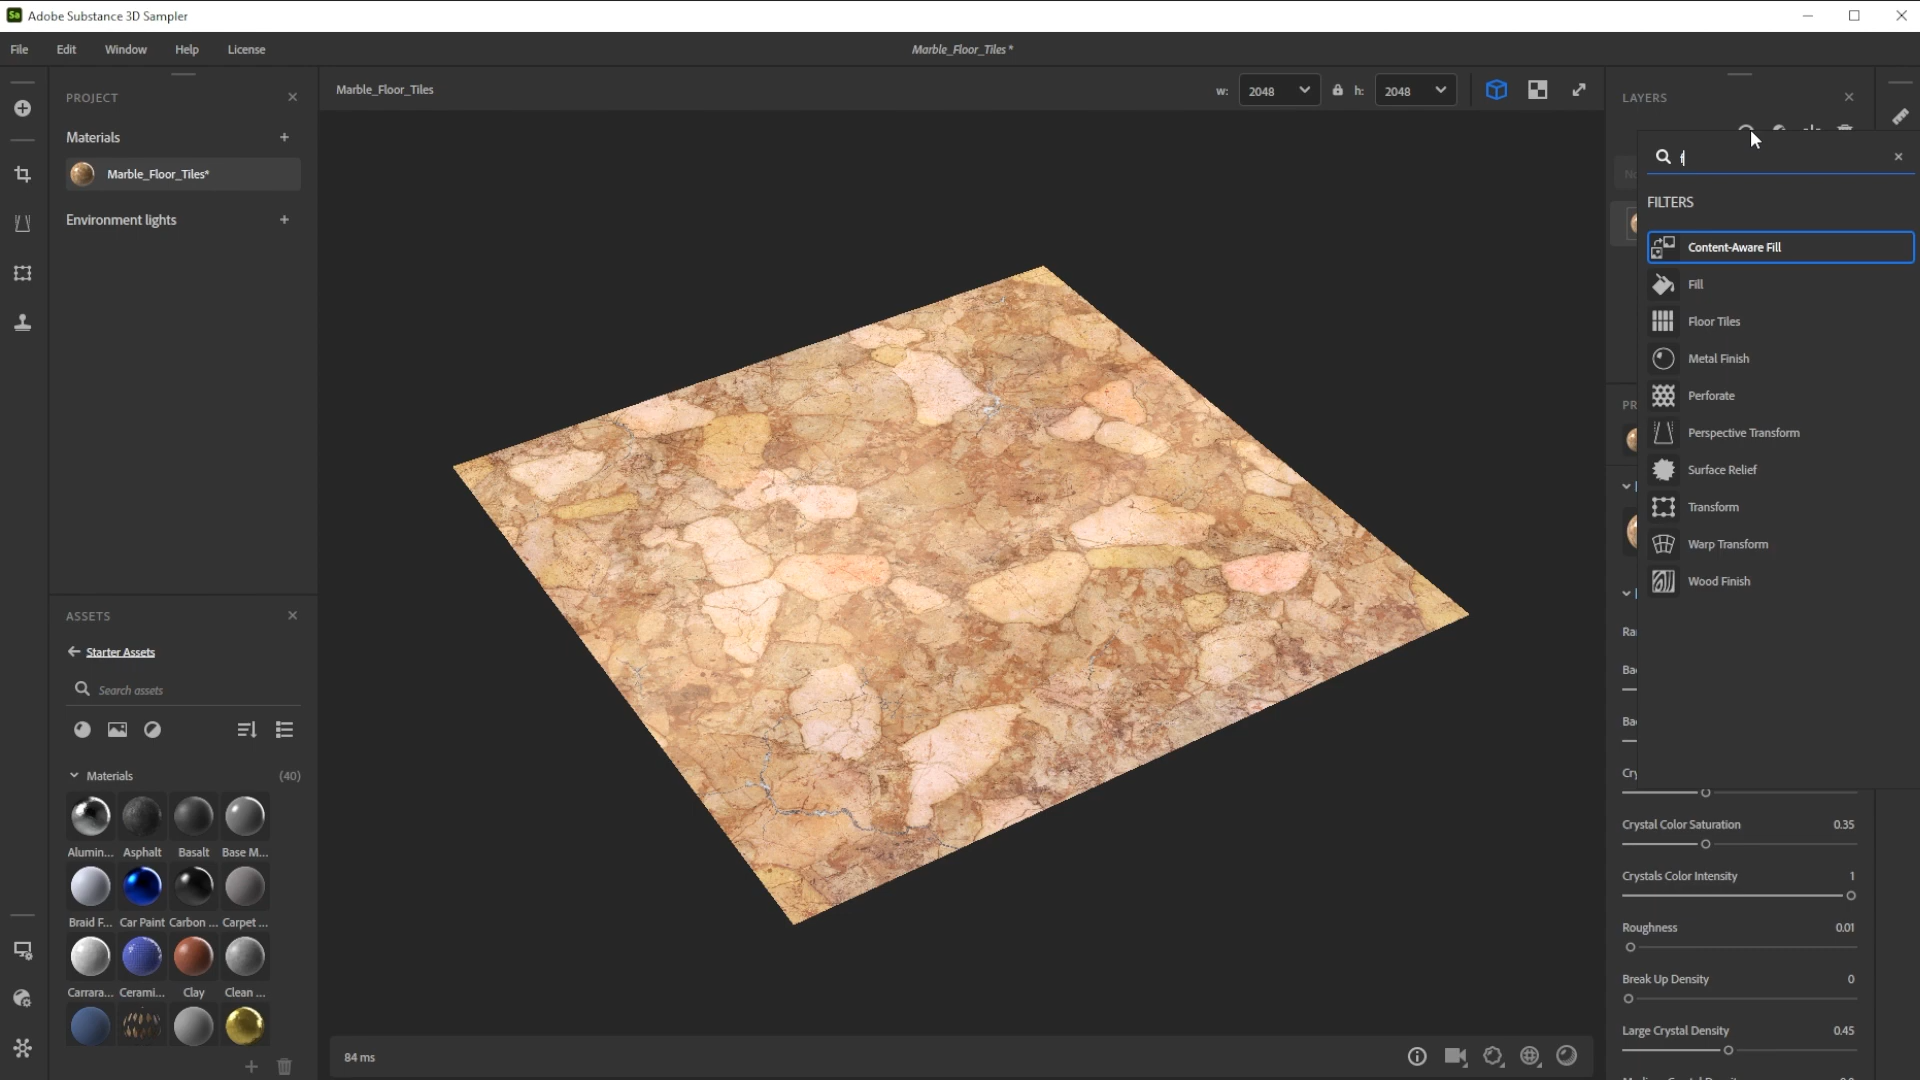 Adobe Substance 3D Sampler
File Edit Window Help License
Marble_Floor_Tiles *
PROJECT
Materials
Marble_Floor_Tiles*
Environment lights
ASSETS
Starter Assets
Search assets
Materials (40)
Alumin... Asphalt Basalt Base M...
Braid F... Car Paint Carbon ... Carpet ...
Carrara... Cerami... Clay Clean ...
Marble_Floor_Tiles
w: 2048 h: 2048
84 ms
LAYERS
f
FILTERS
Content-Aware Fill
Fill
Floor Tiles
Metal Finish
Perforate
Perspective Transform
Surface Relief
Transform
Warp Transform
Wood Finish
Crystal Color Saturation 0.35
Crystals Color Intensity 1
Roughness 0.01
Break Up Density 0
Large Crystal Density 0.45